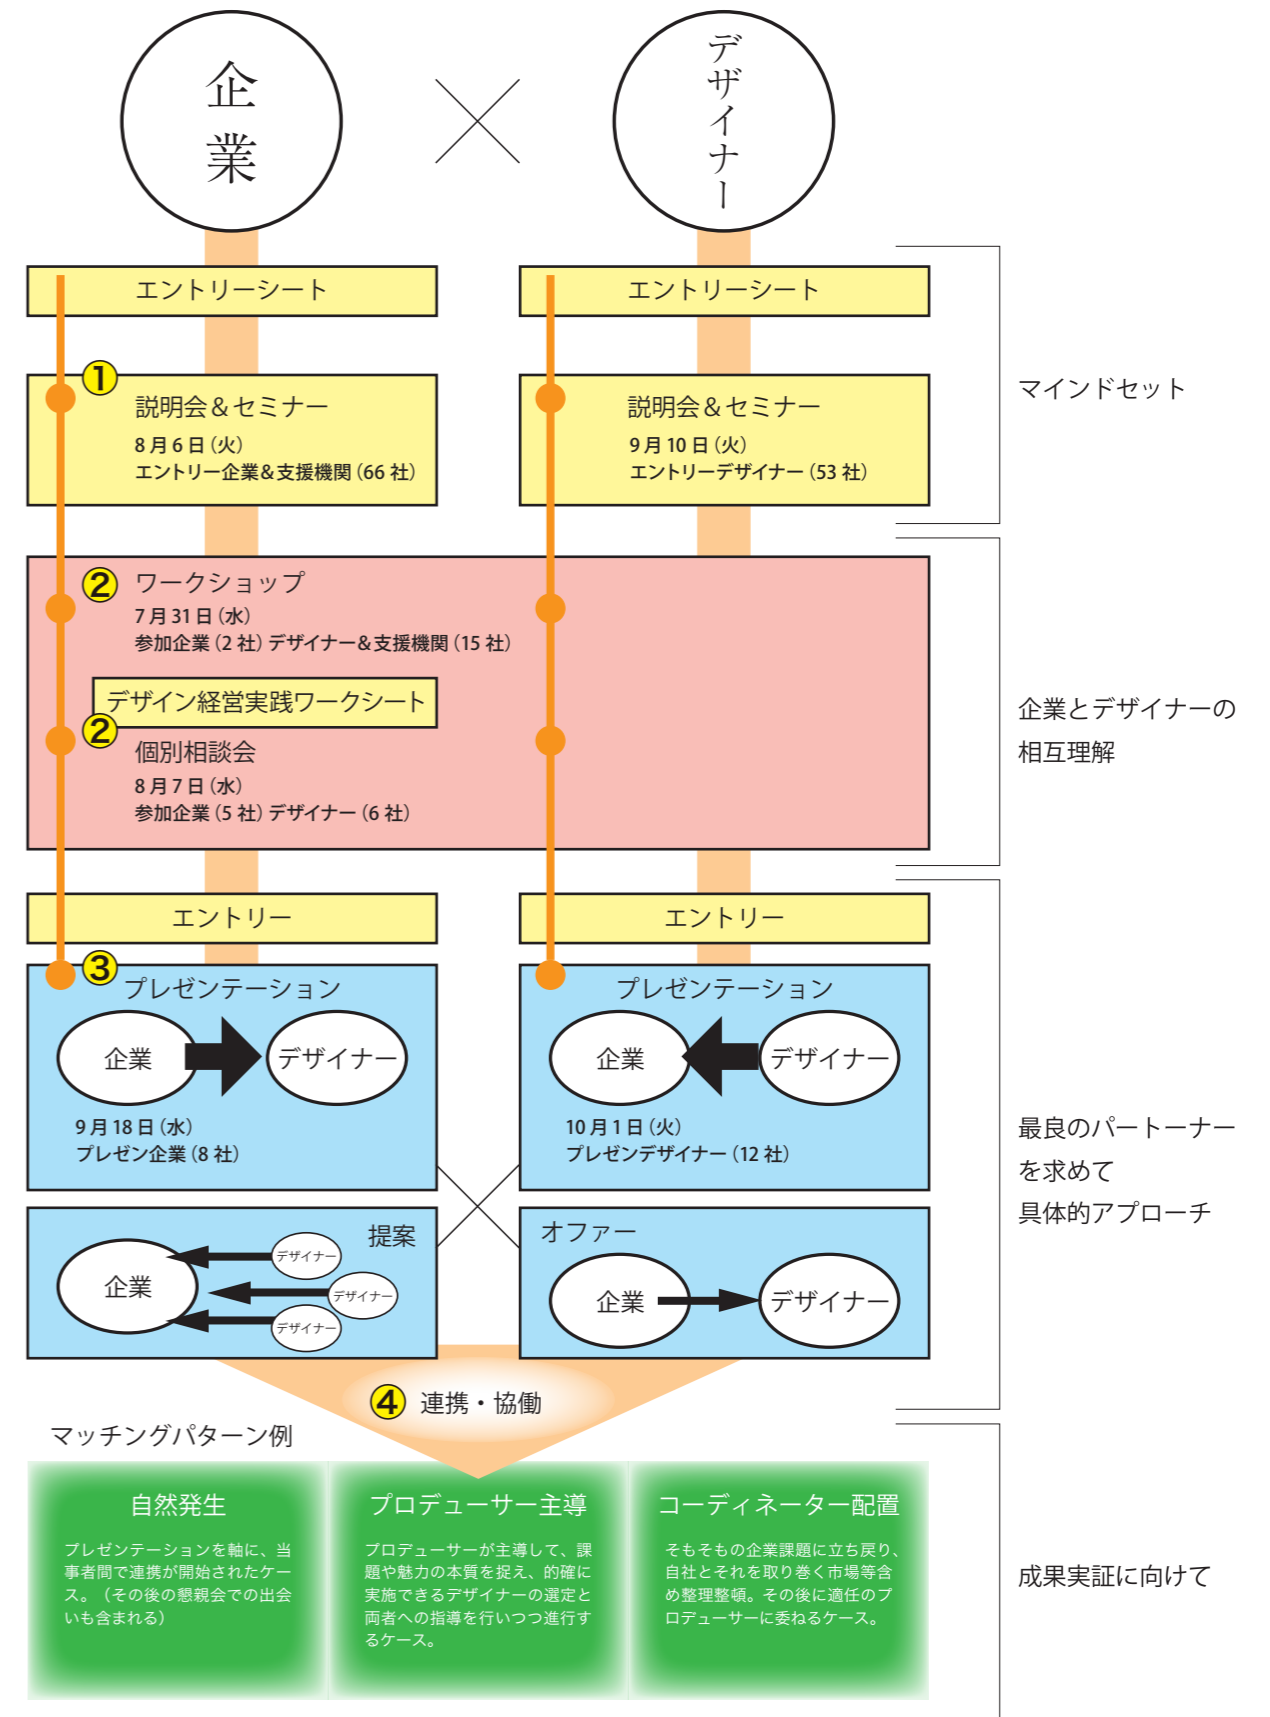 企業
デザイナー
エントリーシート
エントリーシート
マインドセット
①
説明会＆セミナー
8月6日（火）
エントリー企業＆支援機関（66社）
説明会＆セミナー
9月10日（火）
エントリーデザイナー（53社）
②
ワークショップ
7月31日（水）
参加企業（2社）デザイナー＆支援機関（15社）
デザイン経営実践ワークシート
②
個別相談会
8月7日（水）
参加企業（5社）デザイナー（6社）
企業とデザイナーの
相互理解
エントリー
エントリー
③
プレゼンテーション
企業
デザイナー
9月18日（水）
プレゼン企業（8社）
プレゼンテーション
企業
デザイナー
10月1日（火）
プレゼンデザイナー（12社）
最良のパートーナー
を求めて
具体的アプローチ
提案
企業
デザイナー
デザイナー
デザイナー
オファー
企業
デザイナー
④
連携・協働
マッチングパターン例
自然発生
プレゼンテーションを軸に、当
事者間で連携が開始されたケー
ス。（その後の懇親会での出会
いも含まれる）
プロデューサー主導
プロデューサーが主導して、課
題や魅力の本質を捉え、的確に
実施できるデザイナーの選定と
両者への指導を行いつつ進行す
るケース。
コーディネーター配置
そもそもの企業課題に立ち戻り、
自社とそれを取り巻く市場等含
め整理整頓。その後に適任のプ
ロデューサーに委ねるケース。
成果実証に向けて